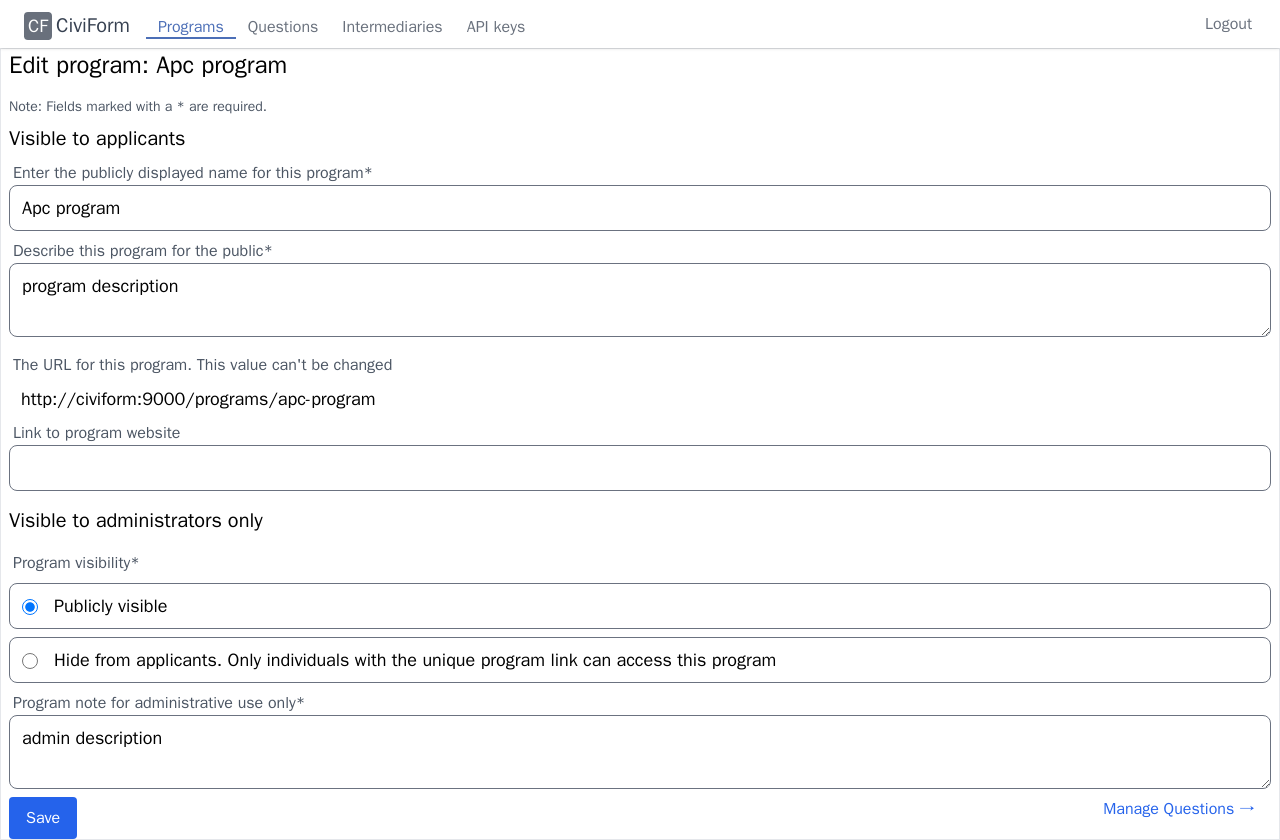 CF CiviForm Programs Questions Intermediaries API keys Logout
Edit program: Apc program
Note: Fields marked with a * are required.
Visible to applicants
Enter the publicly displayed name for this program*
Apc program
Describe this program for the public*
program description
The URL for this program. This value can't be changed
http://civiform:9000/programs/apc-program
Link to program website
Visible to administrators only
Program visibility*
Publicly visible
Hide from applicants. Only individuals with the unique program link can access this program
Program note for administrative use only*
admin description
Save
Manage Questions →